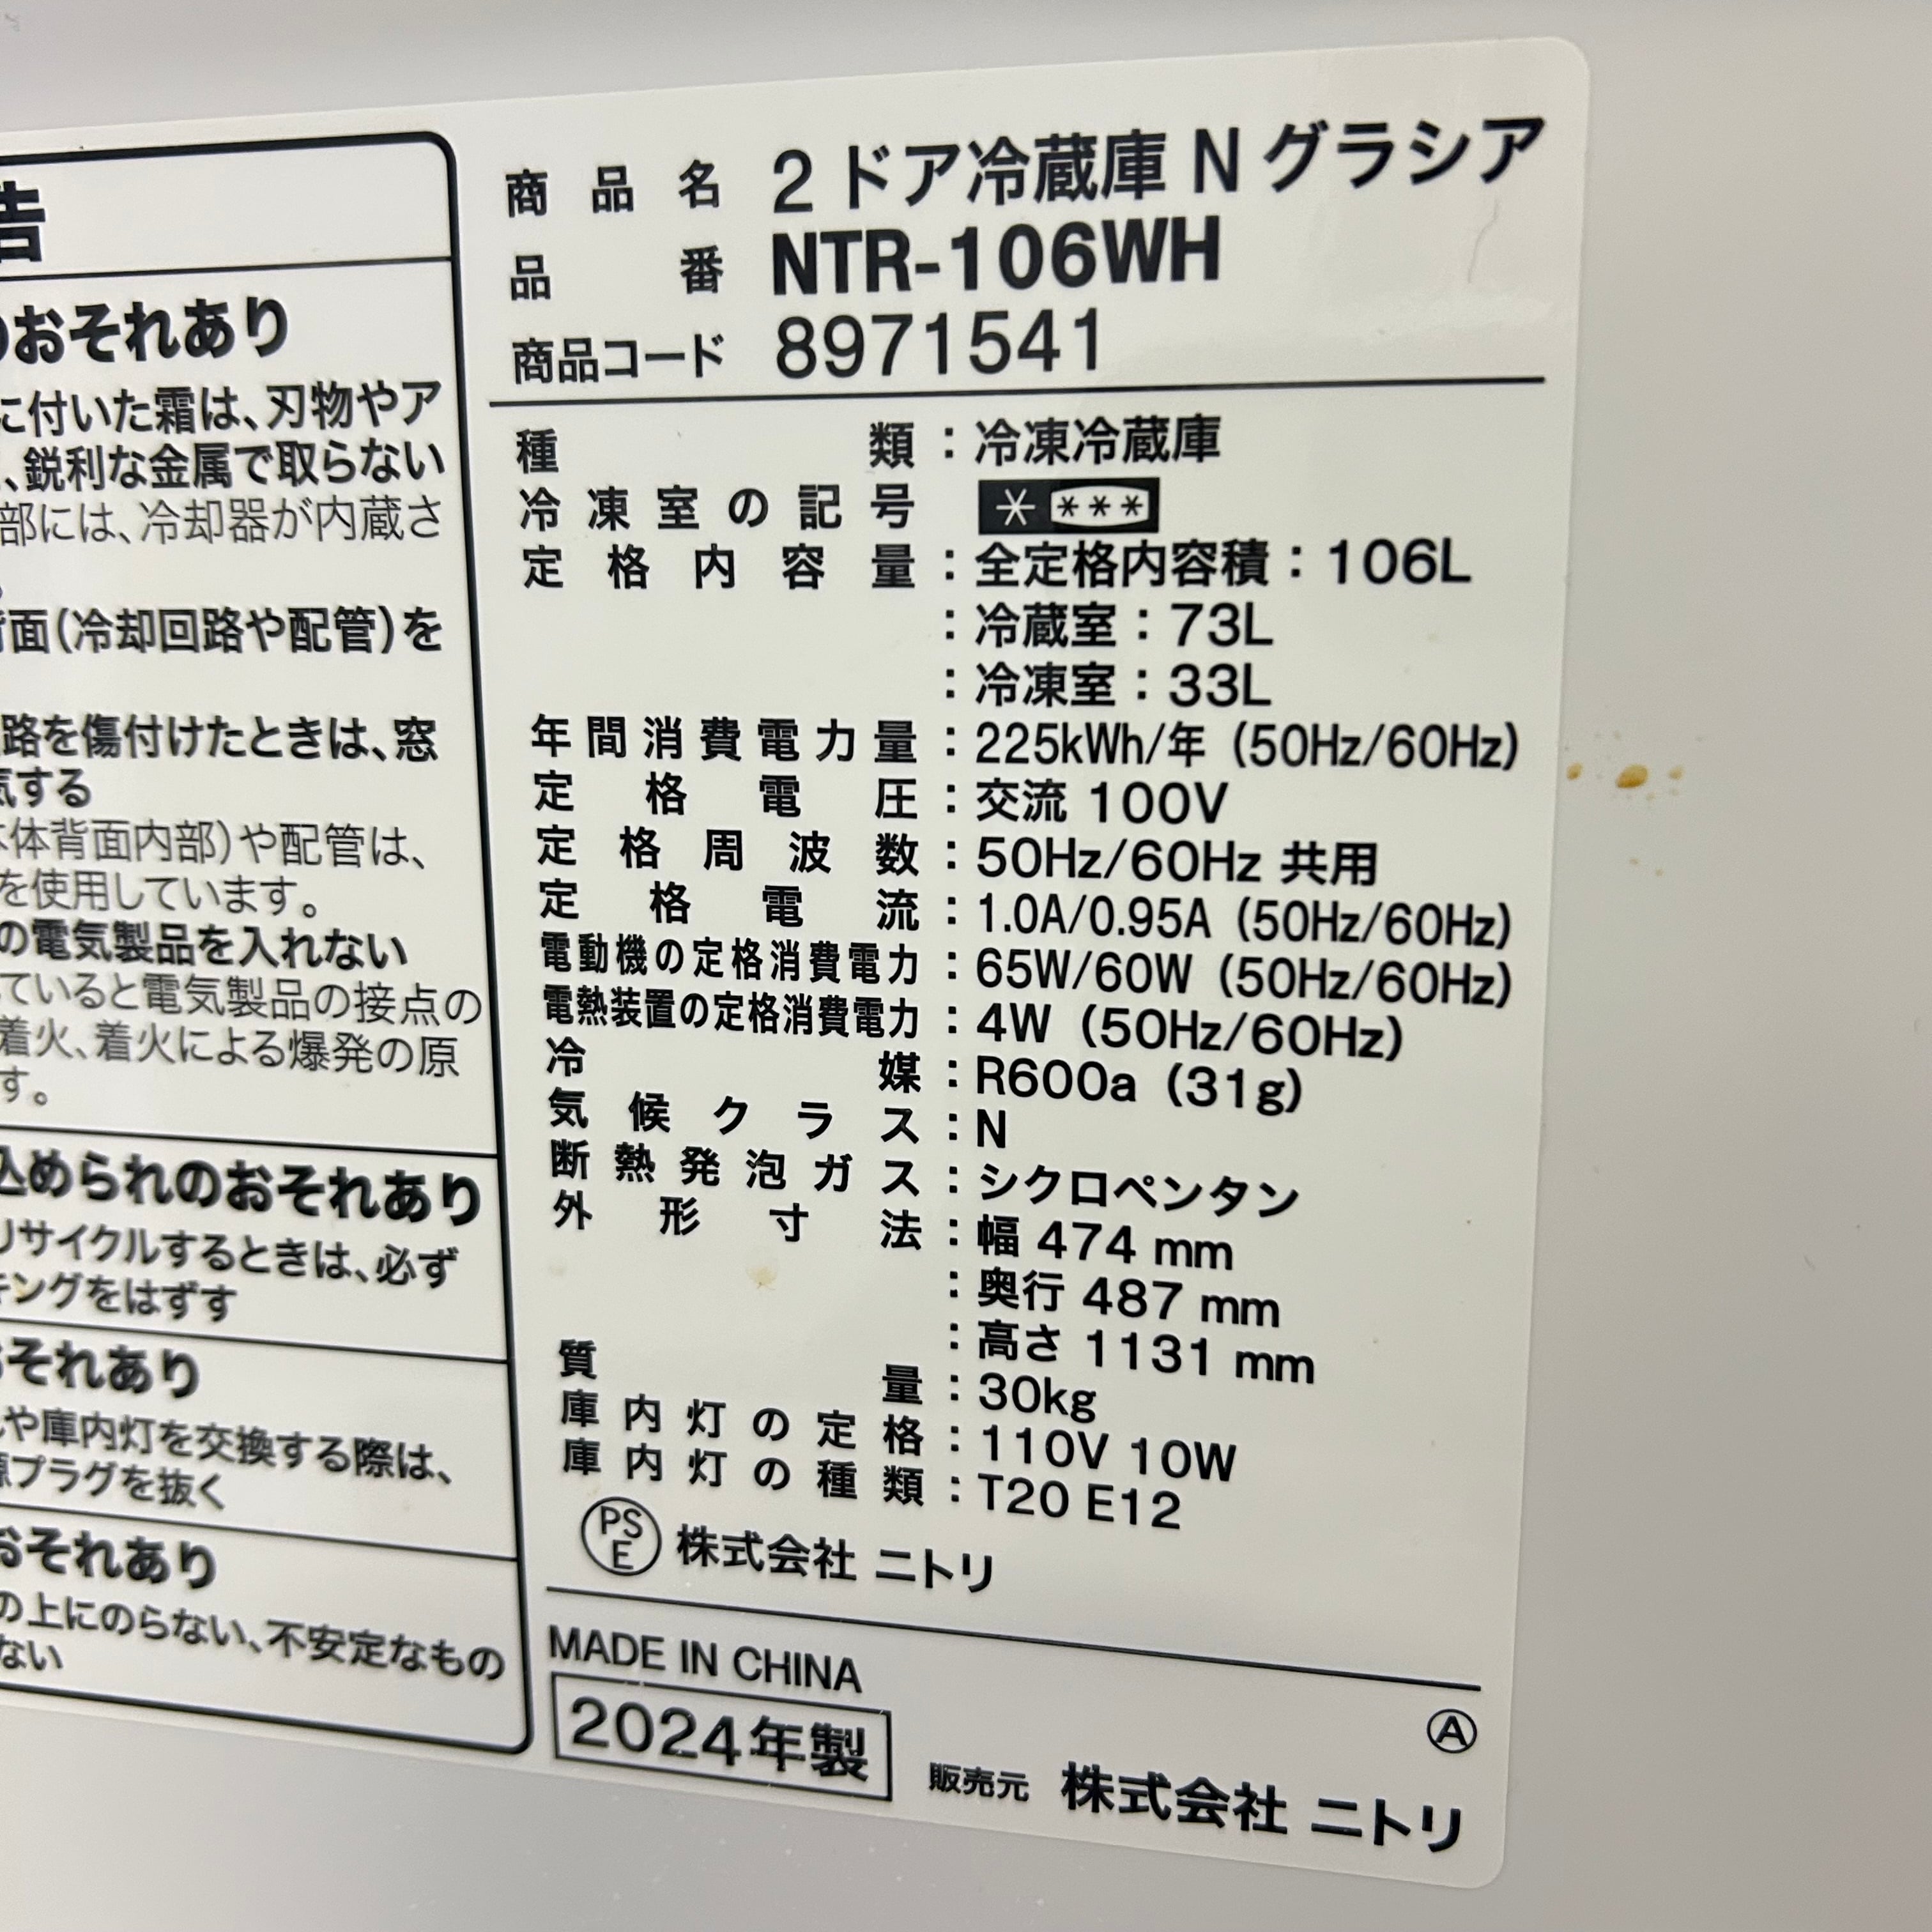 告
のおそれあり
に付いた霜は、刃物やア
、鋭利な金属で取らない
部には、冷却器が内蔵さ
背面(冷却回路や配管)を
路を傷付けたときは、窓
気する
本体背面内部)や配管は、
を使用しています。
の電気製品を入れない
ていると電気製品の接点の
着火、着火による爆発の原
す。
込められのおそれあり
リサイクルするときは、必ず
キングをはずす
おそれあり
や庫内灯を交換する際は、
源プラグを抜く
おそれあり
の上にのらない、不安定なもの
ない
商品名 2ドア冷蔵庫 N グラシア
品番 NTR-106WH
商品コード 8971541
種類：冷凍冷蔵庫
冷凍室の記号 * ***
定格内容量：全定格内容積：106L
：冷蔵室：73L
：冷凍室：33L
年間消費電力量：225kWh/年 (50Hz/60Hz)
定格電圧：交流 100V
定格周波数：50Hz/60Hz 共用
定格電流：1.0A/0.95A (50Hz/60Hz)
電動機の定格消費電力：65W/60W (50Hz/60Hz)
電熱装置の定格消費電力：4W (50Hz/60Hz)
冷媒：R600a (31g)
気候クラス：N
断熱発泡ガス：シクロペンタン
外形寸法：幅 474 mm
：奥行 487 mm
：高さ 1131 mm
質量：30kg
庫内灯の定格：110V 10W
庫内灯の種類：T20 E12
PSE 株式会社 ニトリ
MADE IN CHINA
Ⓐ
2024年製
販売元 株式会社 ニトリ